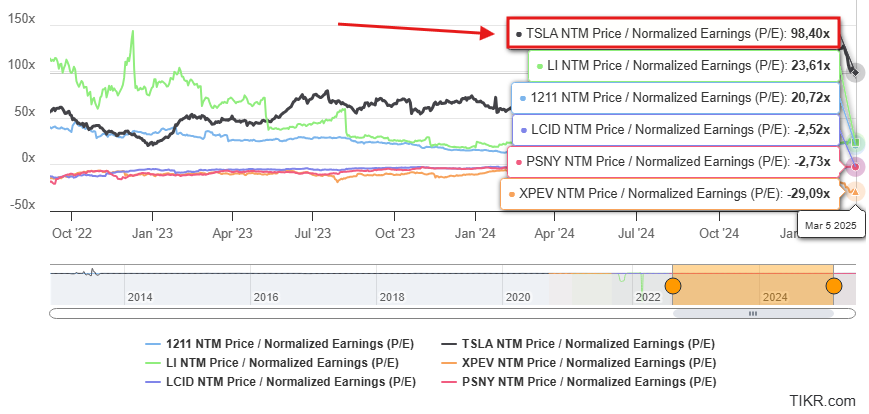 150x
100x
50x
0x
-50x
TSLA NTM Price / Normalized Earnings (P/E): 98,40x
LI NTM Price / Normalized Earnings (P/E): 23,61x
1211 NTM Price / Normalized Earnings (P/E): 20,72x
LCID NTM Price / Normalized Earnings (P/E): -2,52x
PSNY NTM Price / Normalized Earnings (P/E): -2,73x
XPEV NTM Price / Normalized Earnings (P/E): -29,09x
Oct '22 Jan '23 Apr '23 Jul '23 Oct '23 Jan '24 Apr '24 Jul '24 Oct '24 Jan
Mar 5 2025
2014 2016 2018 2020 2022 2024
1211 NTM Price / Normalized Earnings (P/E) TSLA NTM Price / Normalized Earnings (P/E)
LI NTM Price / Normalized Earnings (P/E) XPEV NTM Price / Normalized Earnings (P/E)
LCID NTM Price / Normalized Earnings (P/E) PSNY NTM Price / Normalized Earnings (P/E)
TIKR.com